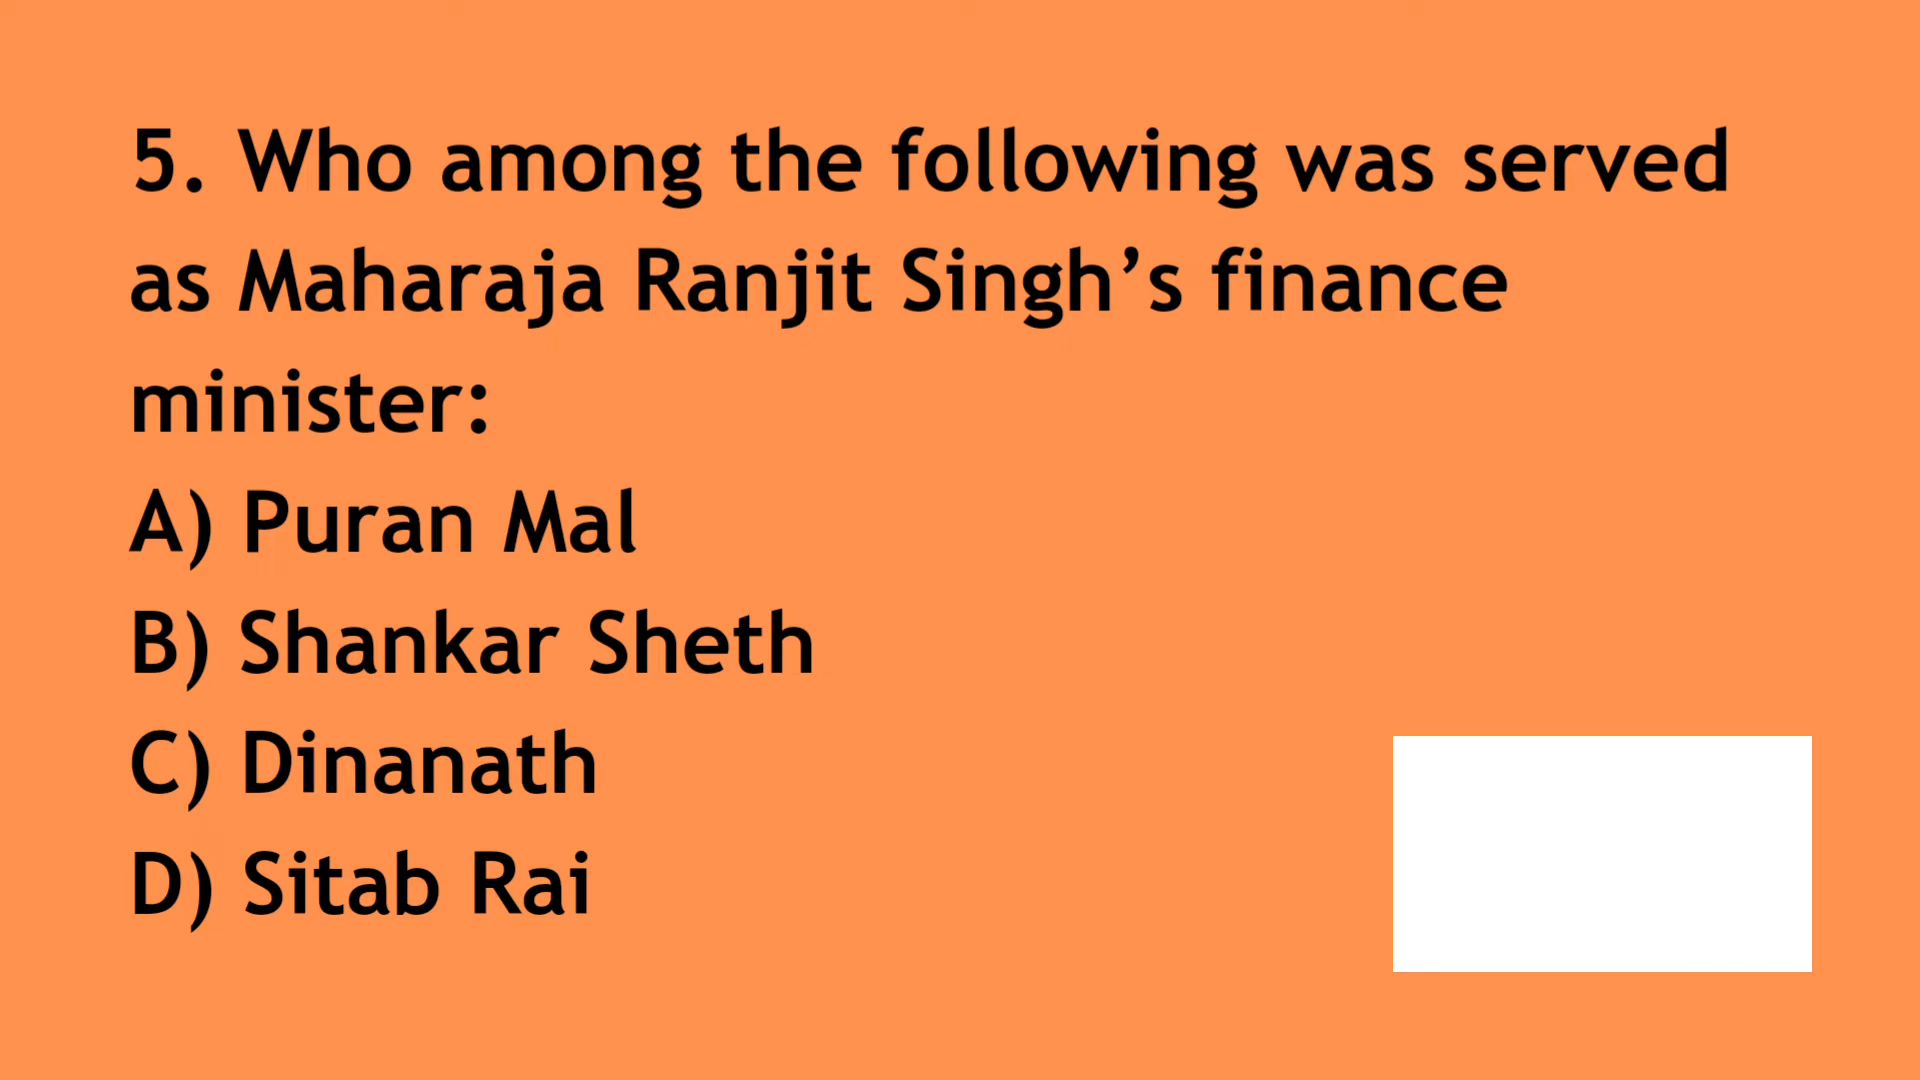 5. Who among the following was served
as Maharaja Ranjit Singh’s finance
minister:
A) Puran Mal
B) Shankar Sheth
C) Dinanath
D) Sitab Rai